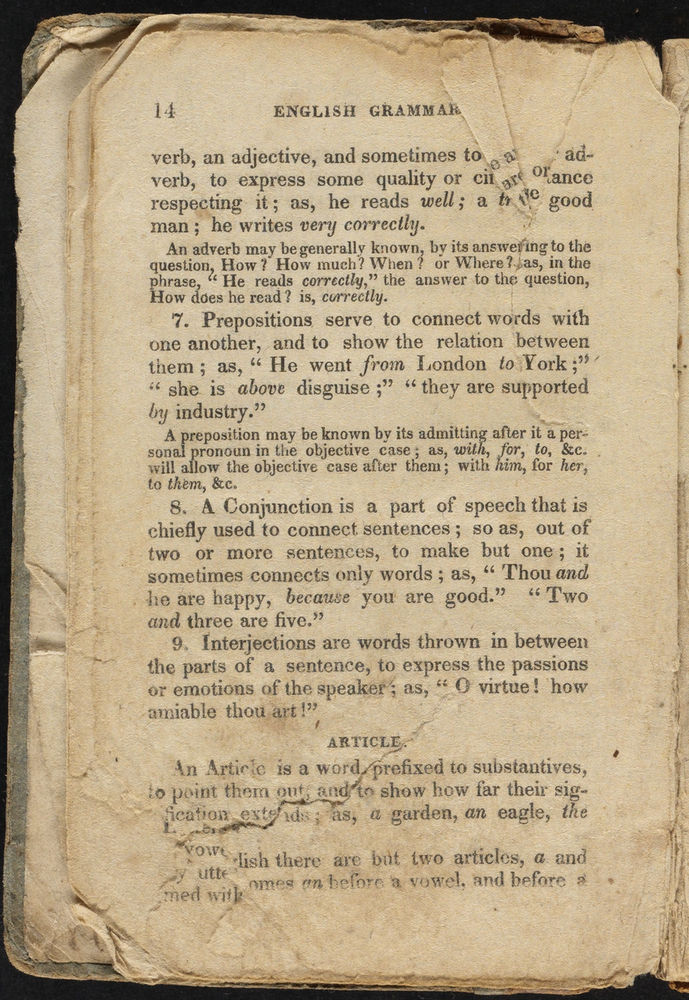 14 ENGLISH GRAMMAR
verb, an adjective, and sometimes to ad-
verb, to express some quality or tance
respecting it; as, he reads well; a good
man; he writes very correctly.
An adverb may be generally known, by its answering to the
question, How? How much? When? or Where? as, in the
phrase, "He reads correctly," the answer to the question,
How does he read? is, correctly.
7. Prepositions serve to connect words with
one another, and to show the relation between
them; as, "He went from London to York;"
"she is above disguise;" "they are supported
by industry."
A preposition may be known by its admitting after it a per-
sonal pronoun in the objective case; as, with, for, to, &c.
will allow the objective case after them; with him, for her,
to them, &c.
8. A Conjunction is a part of speech that is
chiefly used to connect sentences; so as, out of
two or more sentences, to make but one; it
sometimes connects only words; as, "Thou and
he are happy, because you are good." "Two
and three are five."
9. Interjections are words thrown in between
the parts of a sentence, to express the passions
or emotions of the speaker; as, "O virtue! how
amiable thou art!"
ARTICLE.
An Article is a word prefixed to substantives,
to point them out, and to show how far their sig-
fication extends; as, a garden, an eagle, the
lish there are but two articles, a and
omes an before a vowel, and before a
vowe
y utte
med with